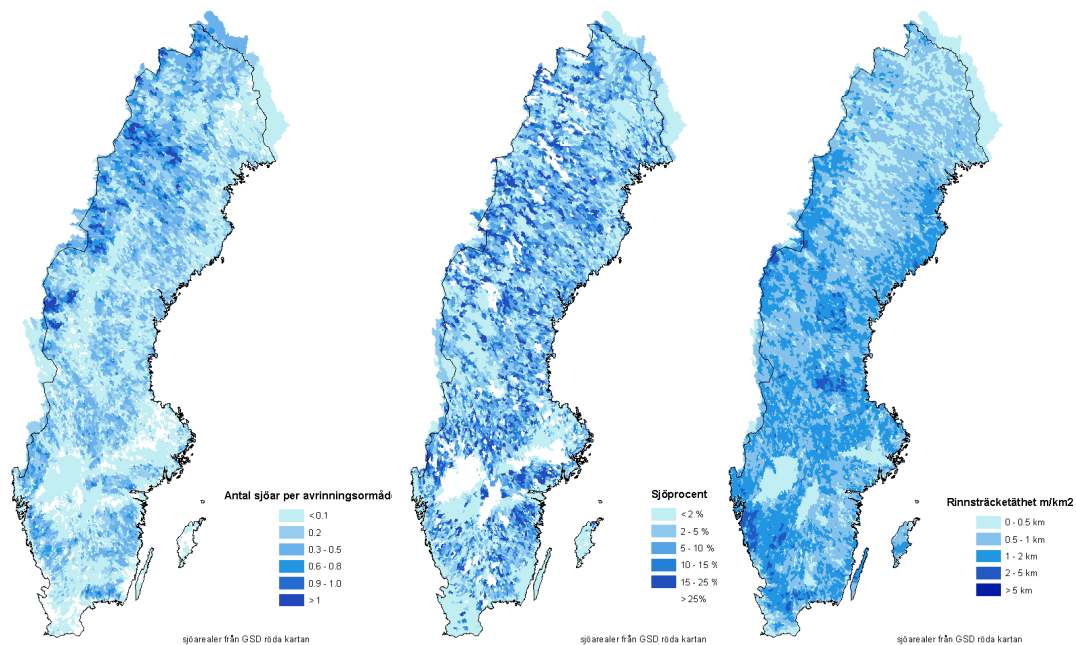 Antal sjöar per avrinningsormåd
<0.1
0.2
0.3 - 0.5
0.6 - 0.8
0.9 - 1.0
> 1
sjöarealer från GSD röda kartan
Sjöprocent
< 2 %
2 - 5 %
5 - 10 %
10 - 15 %
15 - 25 %
> 25%
sjöarealer från GSD röda kartan
Rinnsträcketäthet m/km2
0 - 0.5 km
0.5 - 1 km
1 - 2 km
2 - 5 km
> 5 km
sjöarealer från GSD röda kartan